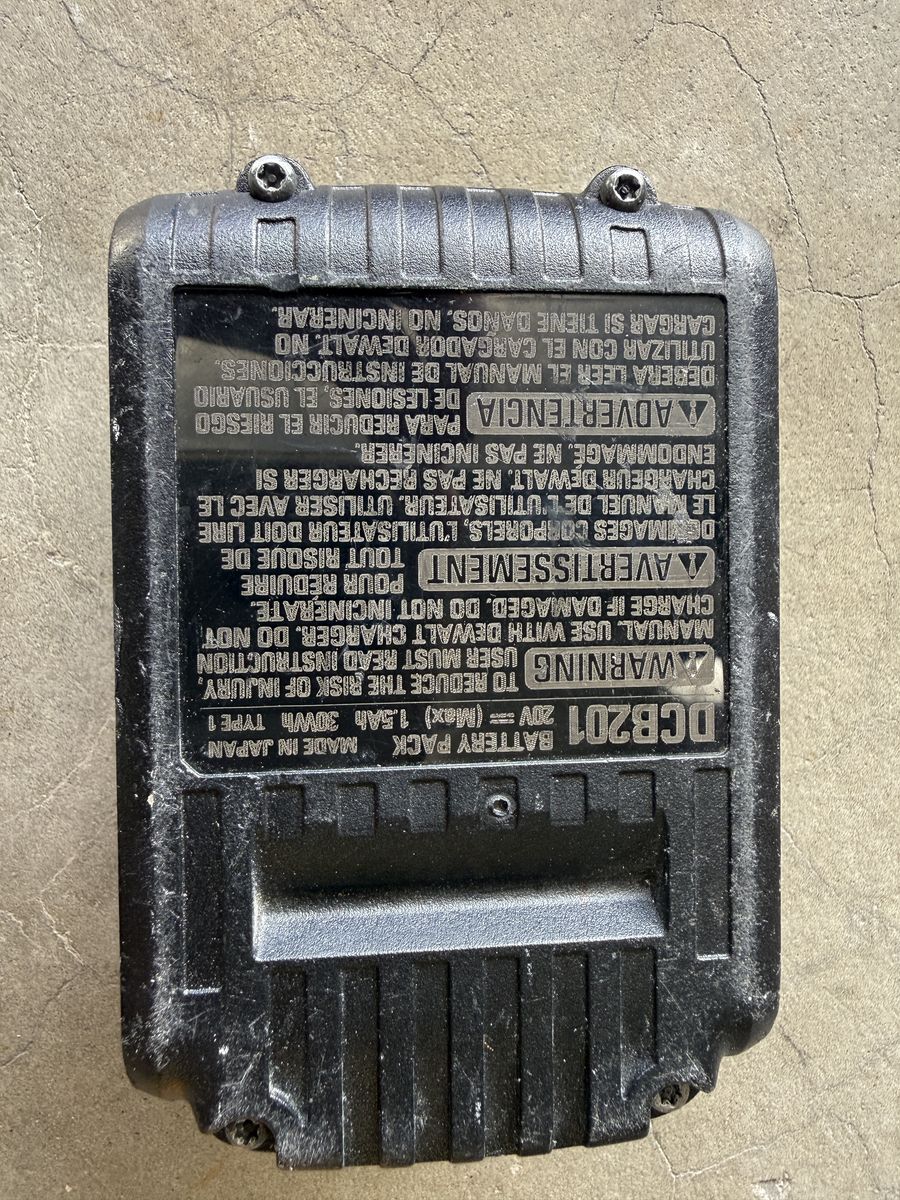 DCB201 BATTERY PACK MADE IN JAPAN
20V ⎓ (Max) 1.5Ah 30Wh TYPE 1
⚠ WARNING TO REDUCE THE RISK OF INJURY,
USER MUST READ INSTRUCTION
MANUAL. USE WITH DEWALT CHARGER. DO NOT
CHARGE IF DAMAGED. DO NOT INCINERATE.
⚠ AVERTISSEMENT POUR RÉDUIRE
TOUT RISQUE DE
DOMMAGES CORPORELS, L'UTILISATEUR DOIT LIRE
LE MANUEL DE L'UTILISATEUR. UTILISER AVEC LE
CHARGEUR DEWALT. NE PAS RECHARGER SI
ENDOMMAGÉ. NE PAS INCINERER.
⚠ ADVERTENCIA PARA REDUCIR EL RIESGO
DE LESIONES, EL USUARIO
DEBERA LEER EL MANUAL DE INSTRUCCIONES.
UTILIZAR CON EL CARGADOR DEWALT. NO
CARGAR SI TIENE DAÑOS. NO INCINERAR.